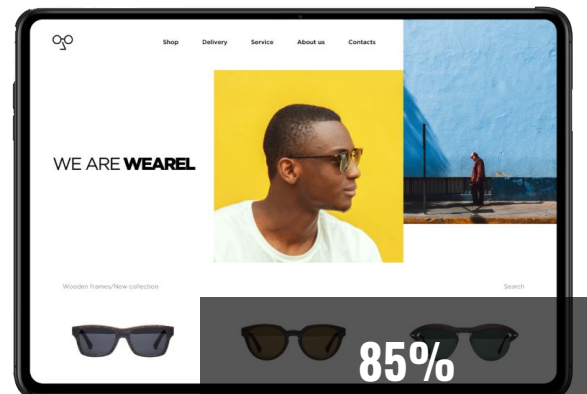 Shop Delivery Service About us Contacts
WE ARE WEAREL
Wooden frames/New collection Search
85%